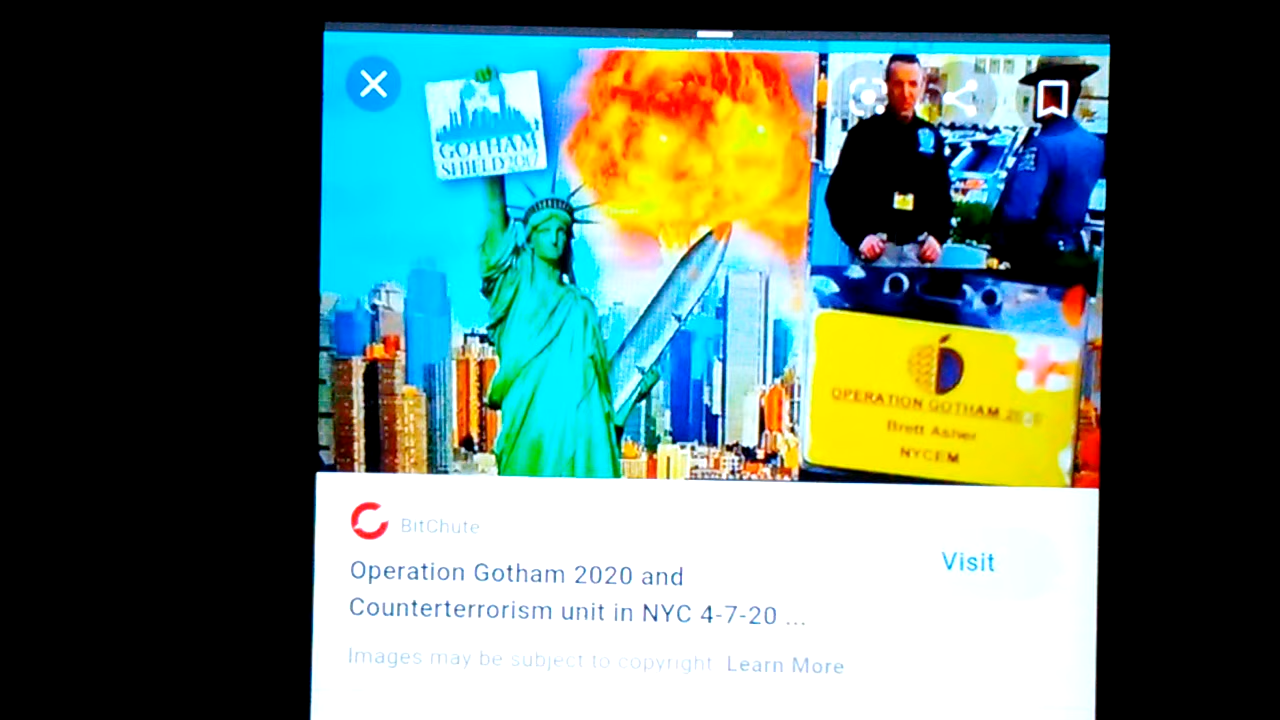 GOTHAM
SHIELD 2017
OPERATION GOTHAM 2020
Brett Asher
NYCEM
BitChute
Operation Gotham 2020 and
Counterterrorism unit in NYC 4-7-20 ...
Visit
Images may be subject to copyright. Learn More